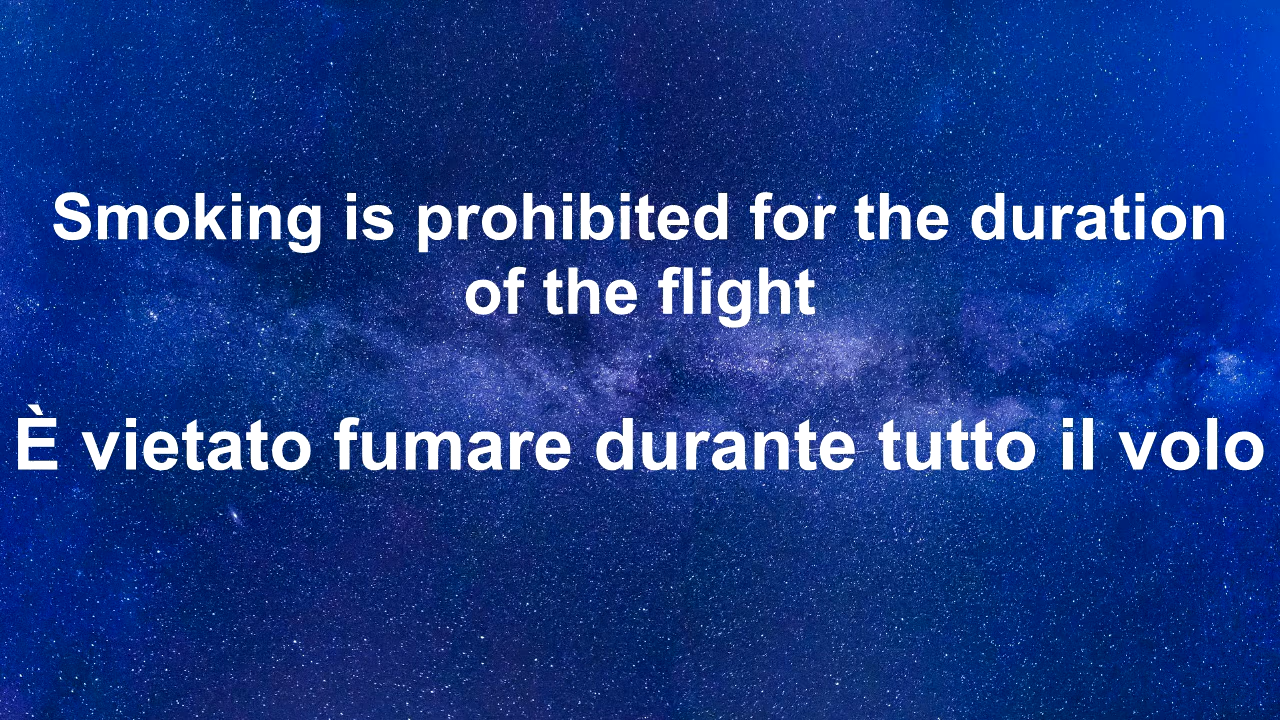 Smoking is prohibited for the duration
of the flight
È vietato fumare durante tutto il volo